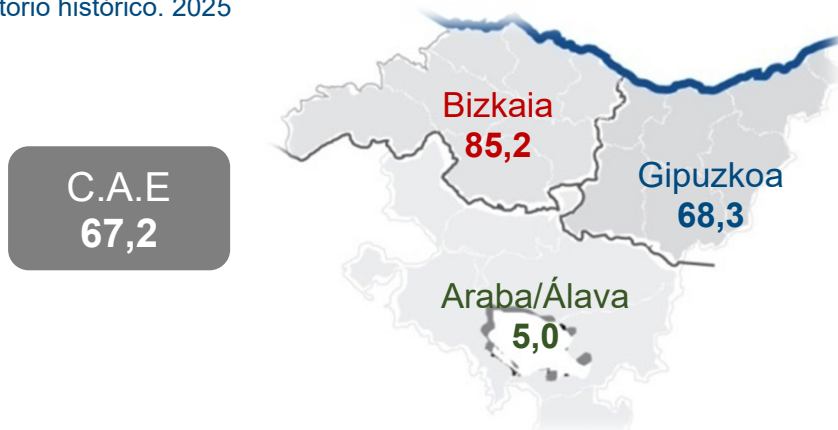 torio histórico. 2025
Bizkaia
85,2
C.A.E
67,2
Gipuzkoa
68,3
Araba/Álava
5,0